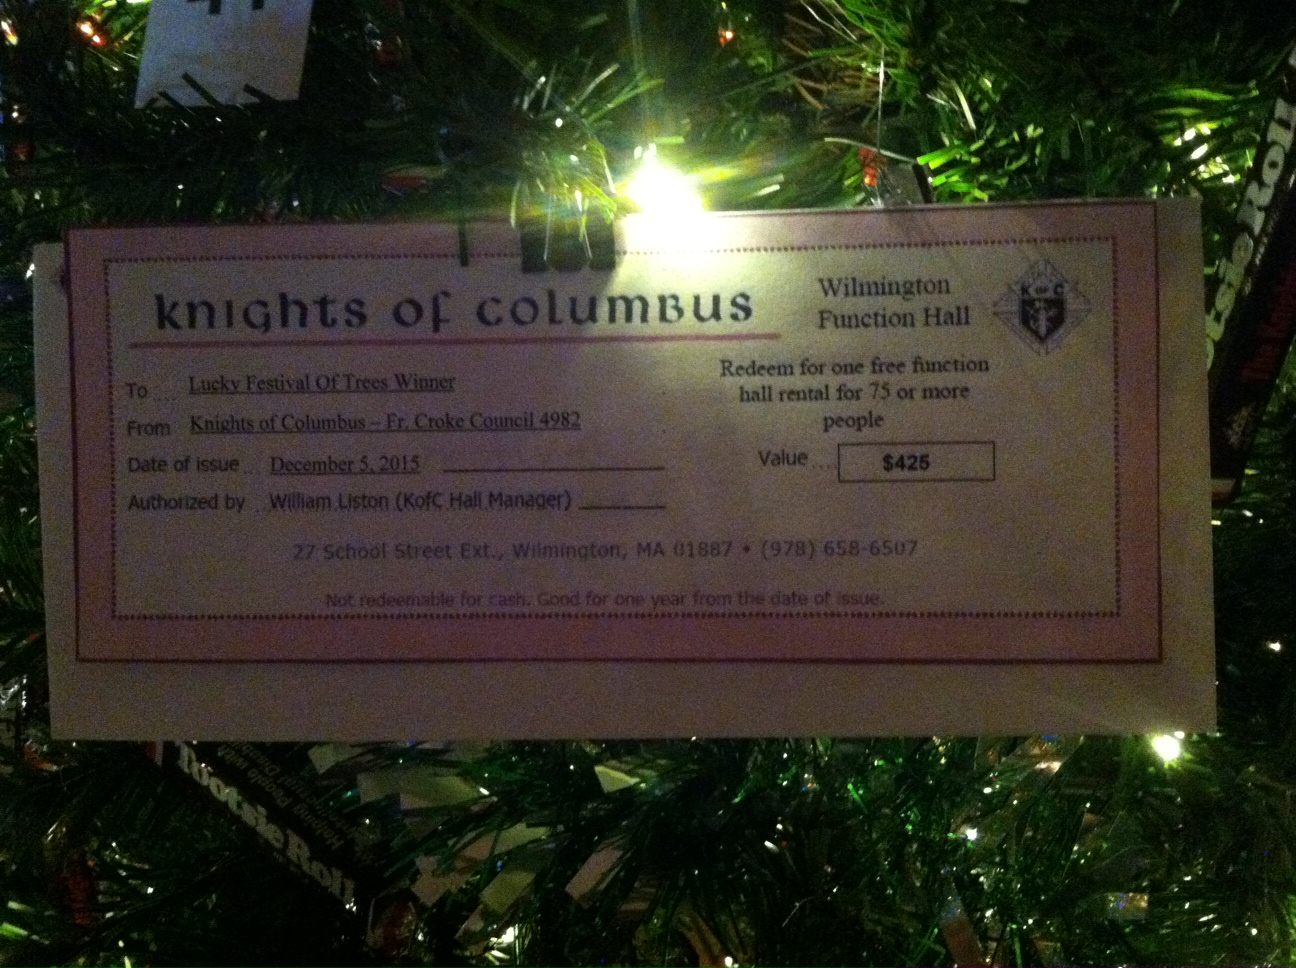 knights of columbus
Wilmington
Function Hall
K OF C
To .... Lucky Festival Of Trees Winner
From Knights of Columbus – Fr. Croke Council 4982
Date of issue .. December 5, 2015
Authorized by .. William Liston (KofC Hall Manager)
Redeem for one free function
hall rental for 75 or more
people
Value .... $425
27 School Street Ext., Wilmington, MA 01887 • (978) 658-6507
Not redeemable for cash. Good for one year from the date of issue.
Tootsie Roll
Helping People with
Roll